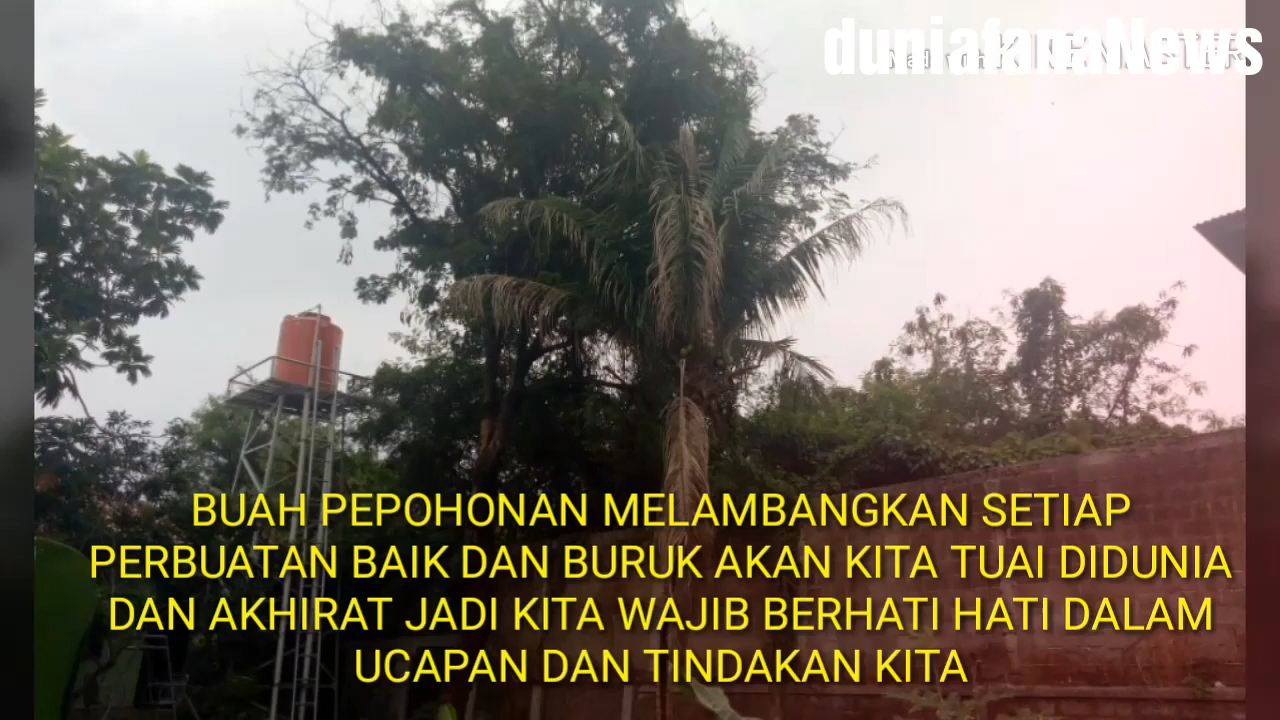 duniafanaNews
BUAH PEPOHONAN MELAMBANGKAN SETIAP
PERBUATAN BAIK DAN BURUK AKAN KITA TUAI DIDUNIA
DAN AKHIRAT JADI KITA WAJIB BERHATI HATI DALAM
UCAPAN DAN TINDAKAN KITA